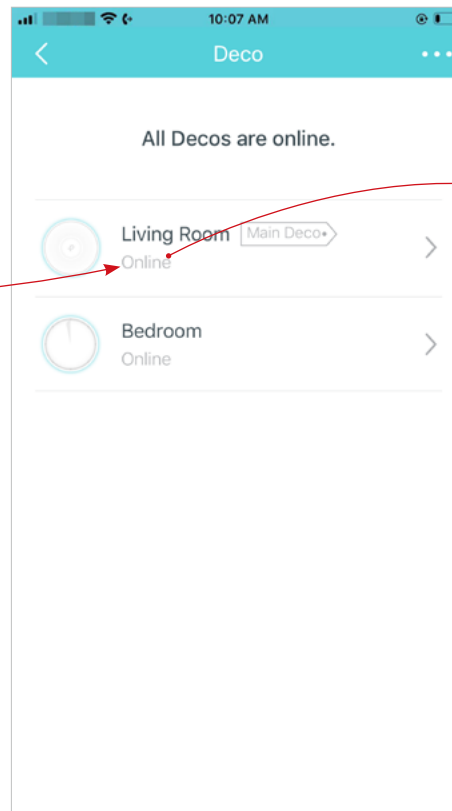 10:07 AM
Deco
All Decos are online.
Living Room Main Deco
Online
Bedroom
Online